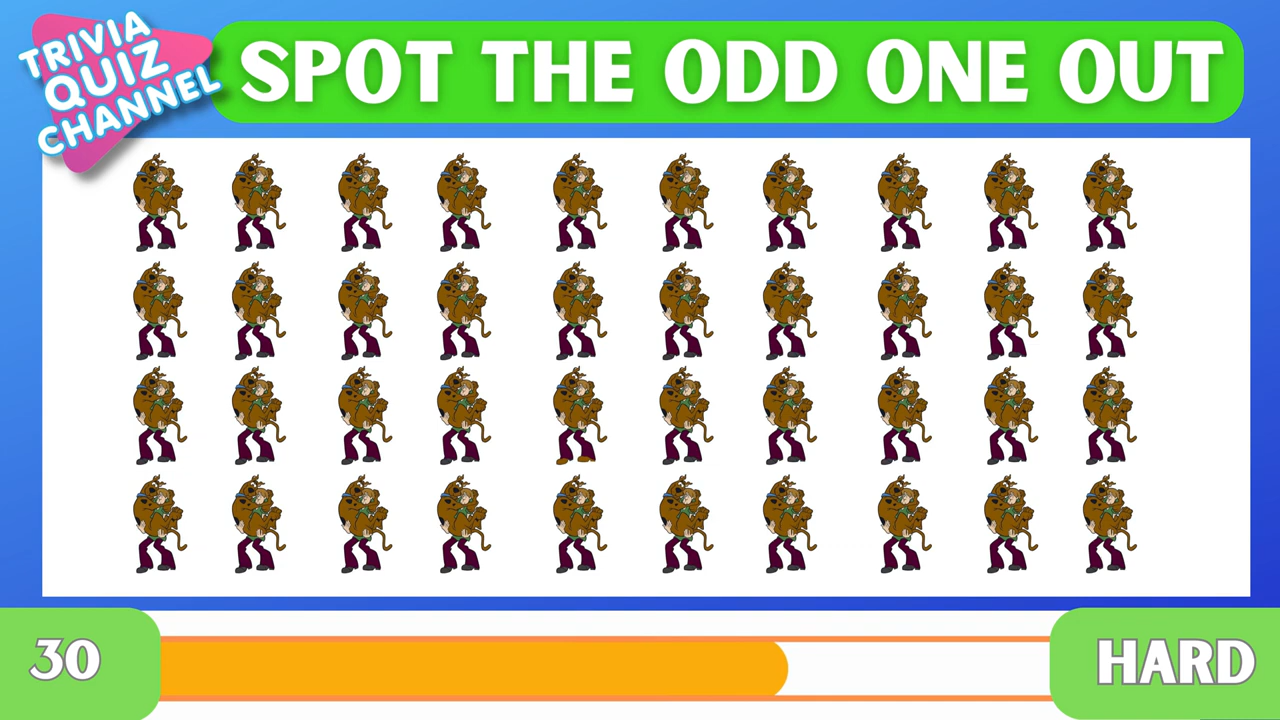 TRIVIA
QUIZ
CHANNEL
SPOT THE ODD ONE OUT
30
HARD